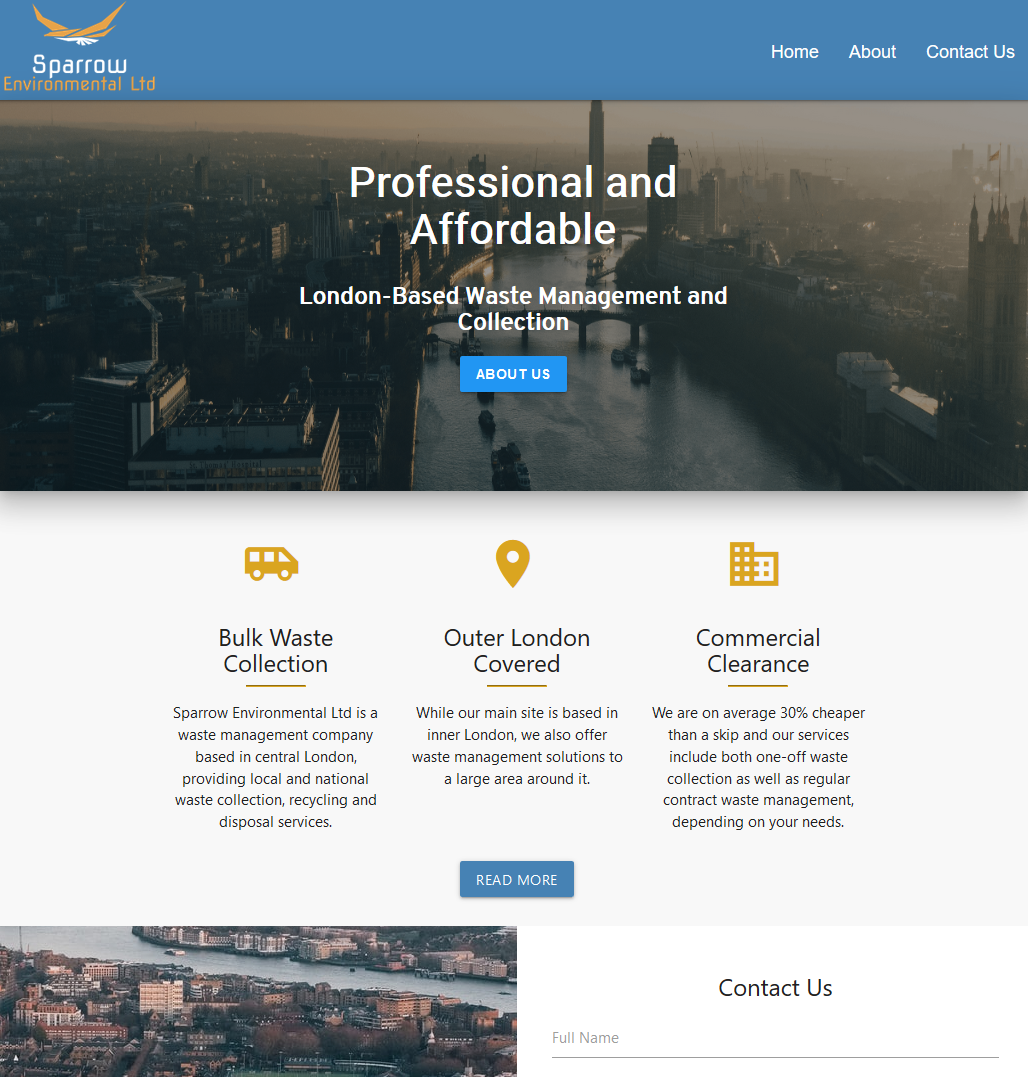 Sparrow
Environmental Ltd
Home About Contact Us
Professional and
Affordable
London-Based Waste Management and
Collection
ABOUT US
Bulk Waste
Collection
Sparrow Environmental Ltd is a
waste management company
based in central London,
providing local and national
waste collection, recycling and
disposal services.
Outer London
Covered
While our main site is based in
inner London, we also offer
waste management solutions to
a large area around it.
Commercial
Clearance
We are on average 30% cheaper
than a skip and our services
include both one-off waste
collection as well as regular
contract waste management,
depending on your needs.
READ MORE
Contact Us
Full Name